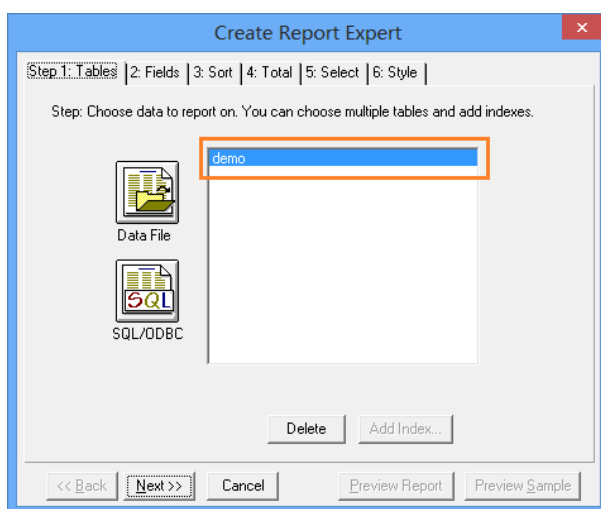 Create Report Expert
×
Step 1: Tables 2: Fields 3: Sort 4: Total 5: Select 6: Style
Step: Choose data to report on. You can choose multiple tables and add indexes.
demo
Data File
SQL
SQL/ODBC
Delete Add Index...
<< Back Next >> Cancel Preview Report Preview Sample